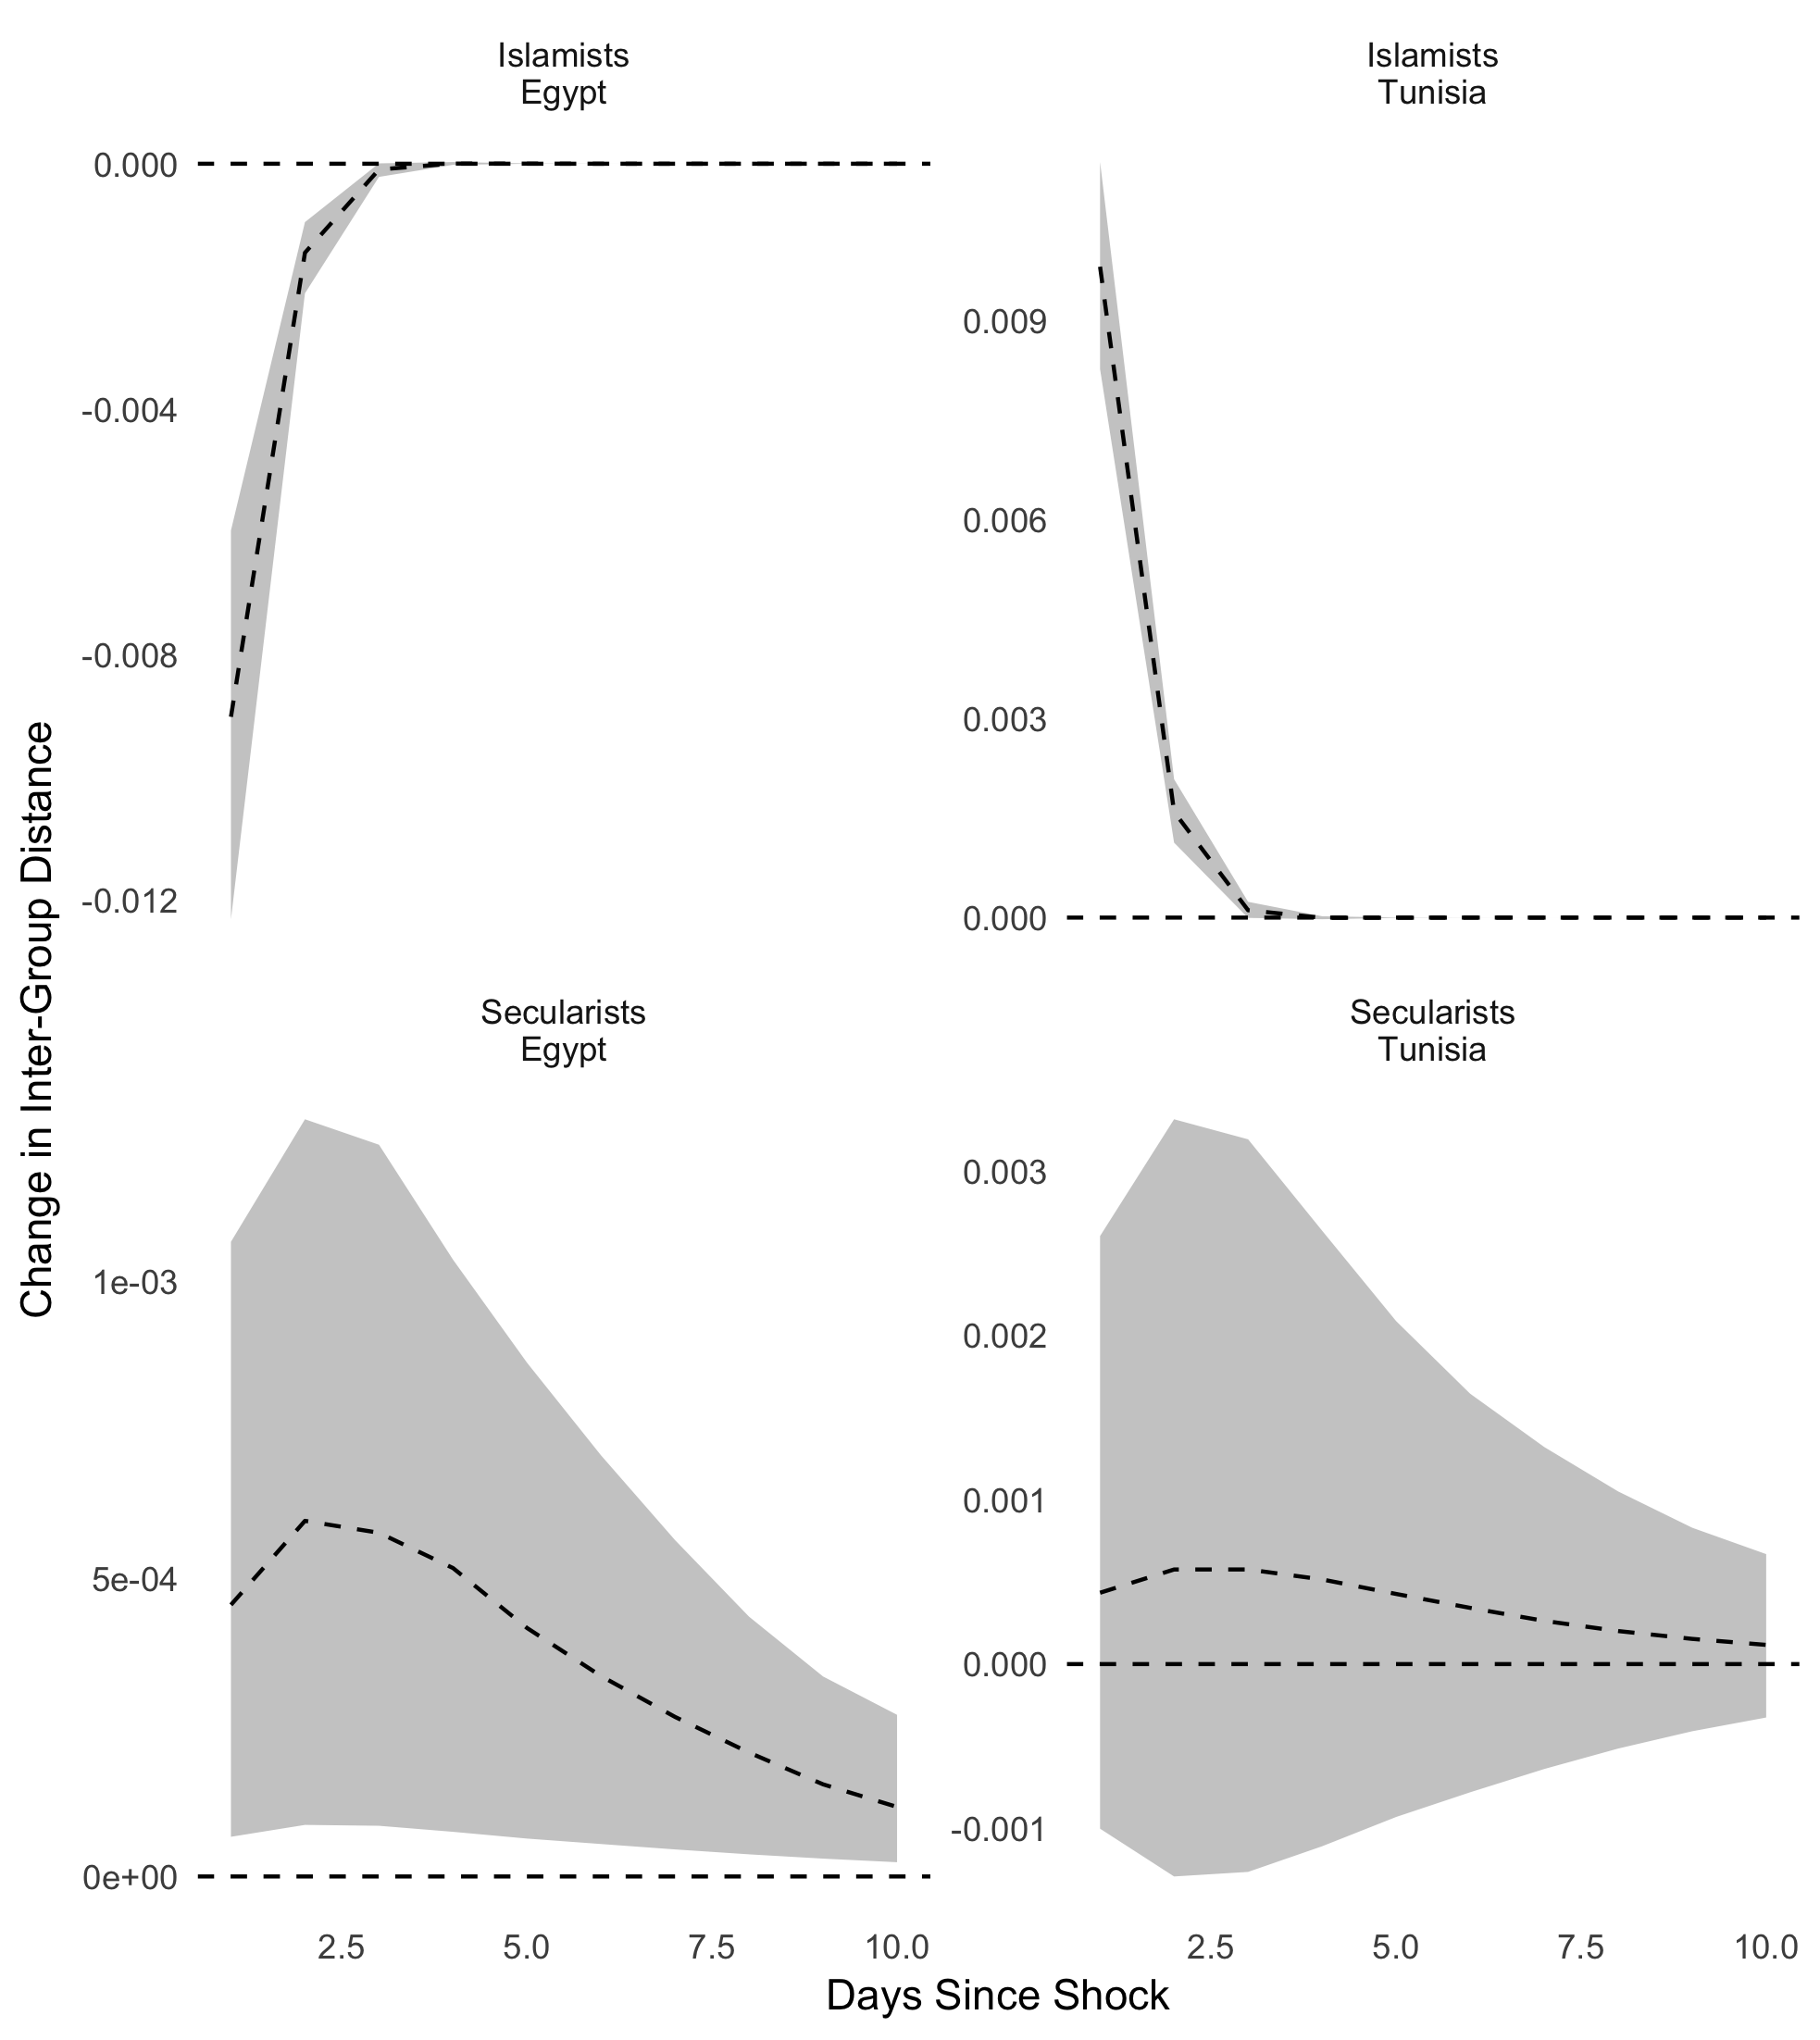 Islamists
Egypt
0.000
-0.004
-0.008
-0.012
Islamists
Tunisia
0.009
0.006
0.003
0.000
Change in Inter-Group Distance
Secularists
Egypt
1e-03
5e-04
0e+00
2.5 5.0 7.5 10.0
Secularists
Tunisia
0.003
0.002
0.001
0.000
-0.001
2.5 5.0 7.5 10.0
Days Since Shock